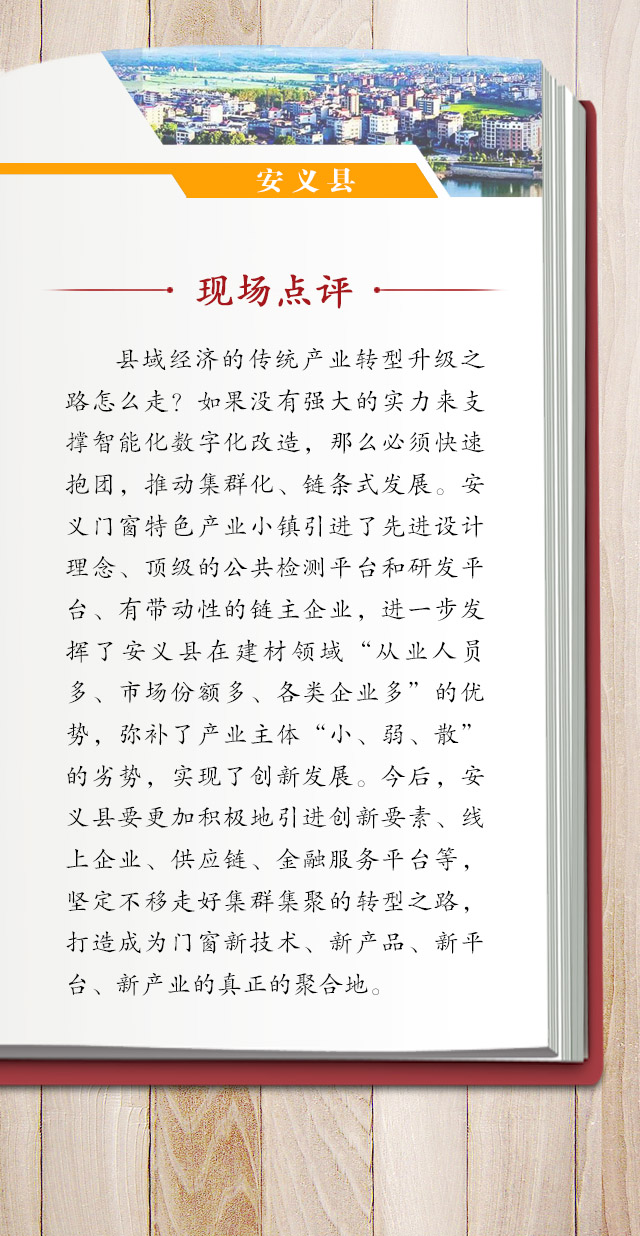 安义县
现场点评
县域经济的传统产业转型升级之
路怎么走？如果没有强大的实力来支
撑智能化数字化改造，那么必须快速
抱团，推动集群化、链条式发展。安
义门窗特色产业小镇引进了先进设计
理念、顶级的公共检测平台和研发平
台、有带动性的链主企业，进一步发
挥了安义县在建材领域“从业人员
多、市场份额多、各类企业多”的优
势，弥补了产业主体“小、弱、散”
的劣势，实现了创新发展。今后，安
义县要更加积极地引进创新要素、线
上企业、供应链、金融服务平台等，
坚定不移走好集群集聚的转型之路，
打造成为门窗新技术、新产品、新平
台、新产业的真正的聚合地。